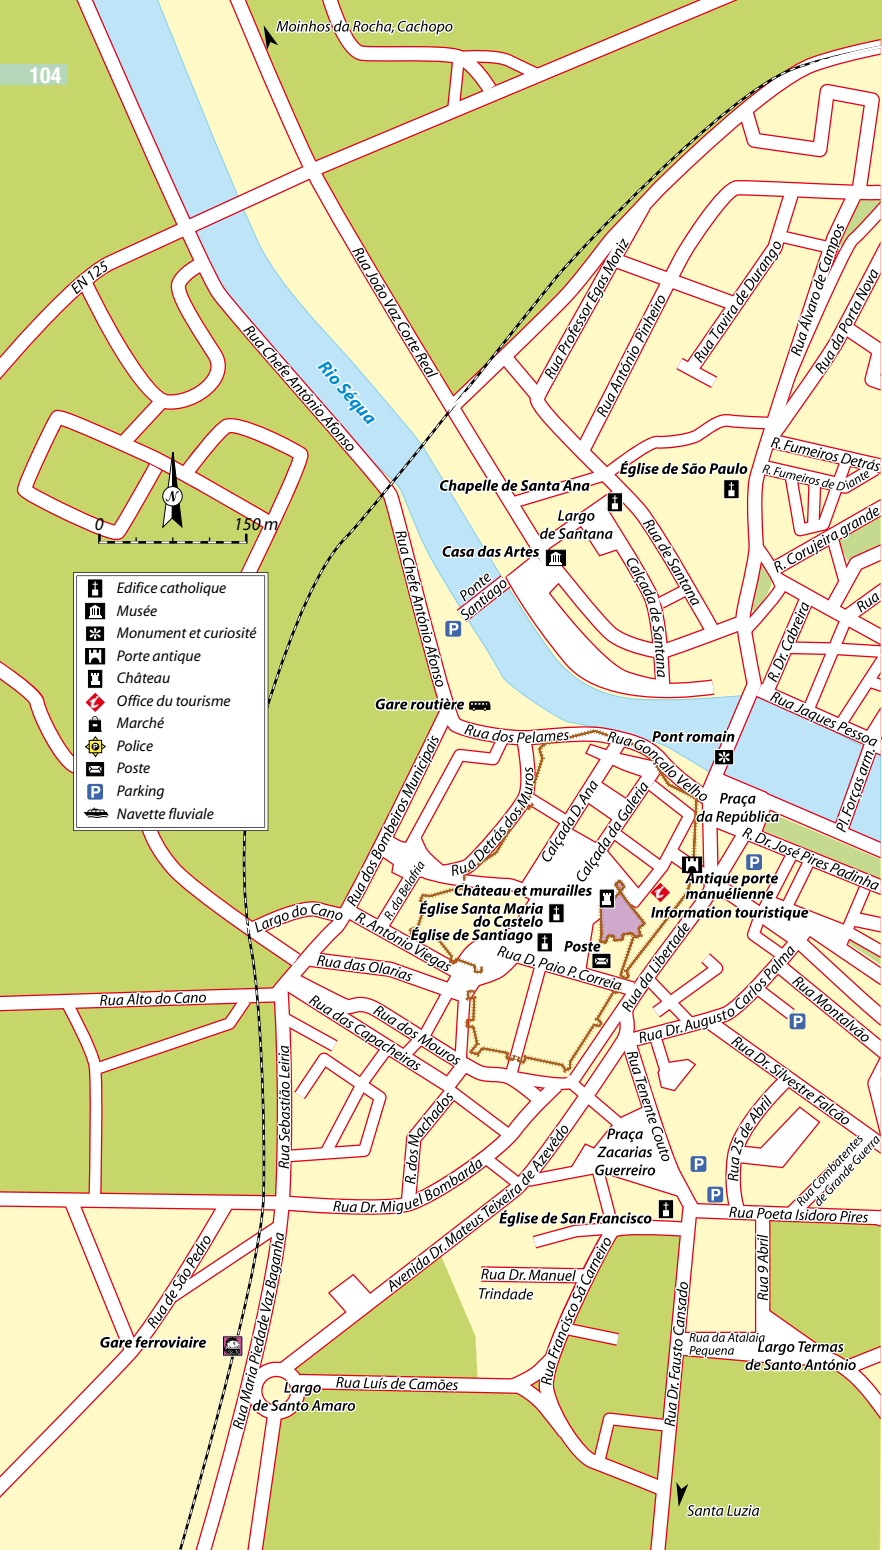 Moinhos da Rocha, Cachopo
104
EN 125
Rua João Vaz Corte Real
Rua Professor Egas Moniz
Rua António Pinheiro
Rua Tavira de Durango
Rua Álvaro de Campos
Rua da Porta Nova
Rua Chefe António Afonso
Rio Séqua
R. Fumeiros Detrás
R. Fumeiros de Diante
Église de São Paulo
Chapelle de Santa Ana
Largo
de Santana
R. Corujeira grande
0
150 m
N
Casa das Artes
Rua de Santana
Calçada de Santana
Ponte
Santiago
Rua Chefe António Afonso
Rua
R. Dr. Cabreira
P
Edifice catholique
Musée
Monument et curiosité
Porte antique
Château
Office du tourisme
Marché
Police
Poste
P
Parking
Navette fluviale
Gare routière
Rua Jaques Pessoa
Rua dos Pelames
Rua Gonçalo Velho
Pont romain
Pl. Forças arm.
Rua dos Bombeiros Municipais
Rua Detrás dos Muros
Calçada D. Ana
Calçada da Galeria
Praça
da República
R. Dr. José Pires Padinha
P
Antique porte
manuélienne
Château et murailles
R. da Belafria
Église Santa Maria
do Castelo
Information touristique
Largo do Cano
R. António Viegas
Église de Santiago
Poste
Rua D. Paio P. Correia
Rua da Liberdade
Rua das Olarias
Rua Dr. Augusto Carlos Palma
Rua Montalvão
Rua Alto do Cano
Rua das Capacheiras
Rua dos Mouros
P
Rua Sebastião Leiria
Rua Tenente Couto
Rua Dr. Silvestre Falcão
R. dos Machados
Rua 25 de Abril
Praça
Zacarias
Guerreiro
P
P
Rua Combatentes
de Grande Guerra
Rua Dr. Miguel Bombarda
Église de San Francisco
Rua Poeta Isidoro Pires
Avenida Dr. Mateus Teixeira de Azevêdo
Rua de São Pedro
Rua Maria Piedade Vaz Baganha
Rua Dr. Manuel
Trindade
Rua Francisco Sá Carneiro
Rua 9 Abril
Gare ferroviaire
Rua Dr. Fausto Cansado
Rua da Atalaia
Pequena
Largo Termas
de Santo António
Largo
de Santo Amaro
Rua Luís de Camões
Santa Luzia